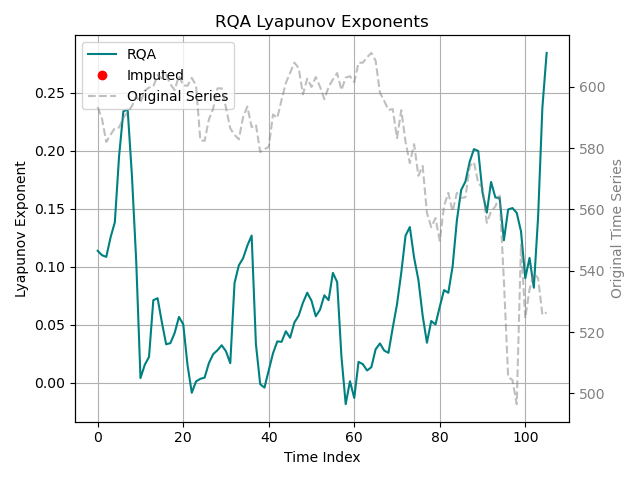 RQA Lyapunov Exponents
RQA
Imputed
Original Series
Lyapunov Exponent
0.25
0.20
0.15
0.10
0.05
0.00
600
580
560
540
520
500
Original Time Series
0
20
40
60
80
100
Time Index